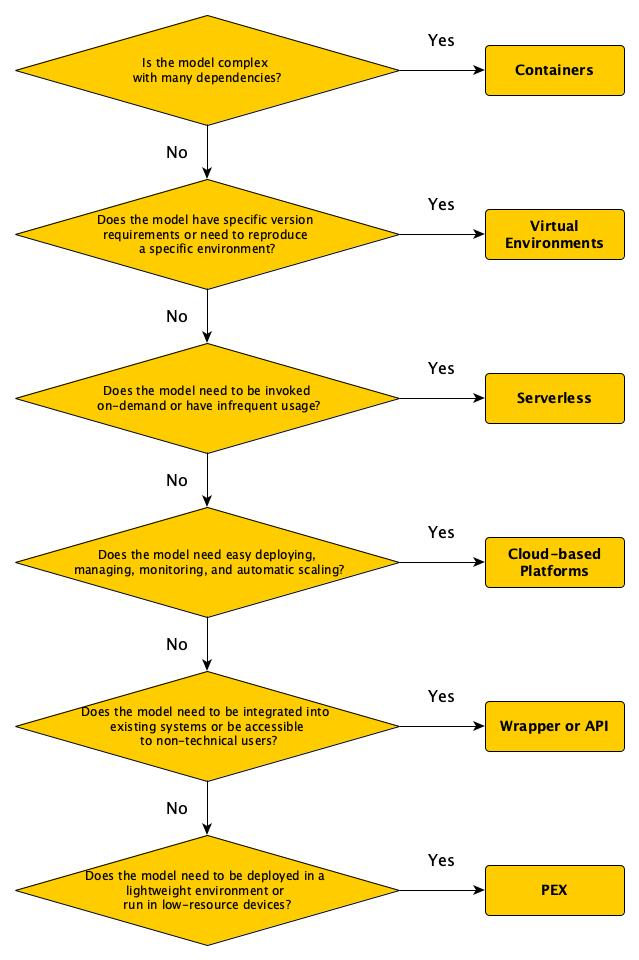 Is the model complex
with many dependencies?
Yes
Containers
No
Does the model have specific version
requirements or need to reproduce
a specific environment?
Yes
Virtual
Environments
No
Does the model need to be invoked
on-demand or have infrequent usage?
Yes
Serverless
No
Does the model need easy deploying,
managing, monitoring, and automatic scaling?
Yes
Cloud-based
Platforms
No
Does the model need to be integrated into
existing systems or be accessible
to non-technical users?
Yes
Wrapper or API
No
Does the model need to be deployed in a
lightweight environment or
run in low-resource devices?
Yes
PEX